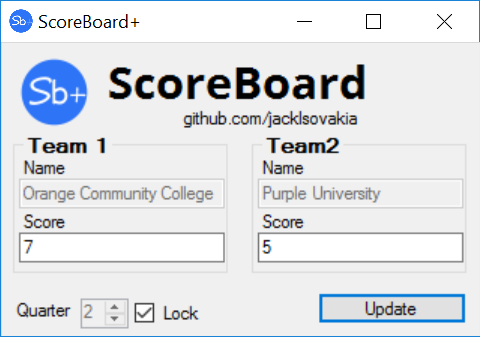 Sb+ ScoreBoard+
Sb+ ScoreBoard
github.com/jacklsovakia
Team 1
Name
Orange Community College
Score
7
Team2
Name
Purple University
Score
5
Quarter 2 Lock
Update